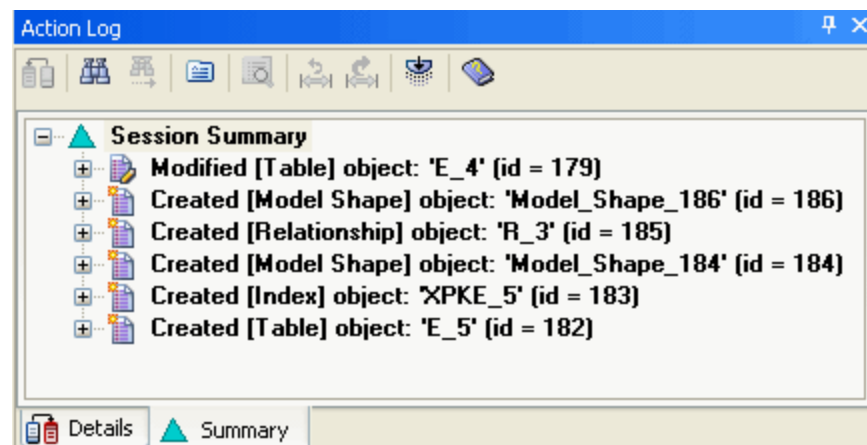 Action Log
Session Summary
Modified [Table] object: 'E_4' (id = 179)
Created [Model Shape] object: 'Model_Shape_186' (id = 186)
Created [Relationship] object: 'R_3' (id = 185)
Created [Model Shape] object: 'Model_Shape_184' (id = 184)
Created [Index] object: 'XPKE_5' (id = 183)
Created [Table] object: 'E_5' (id = 182)
Details Summary